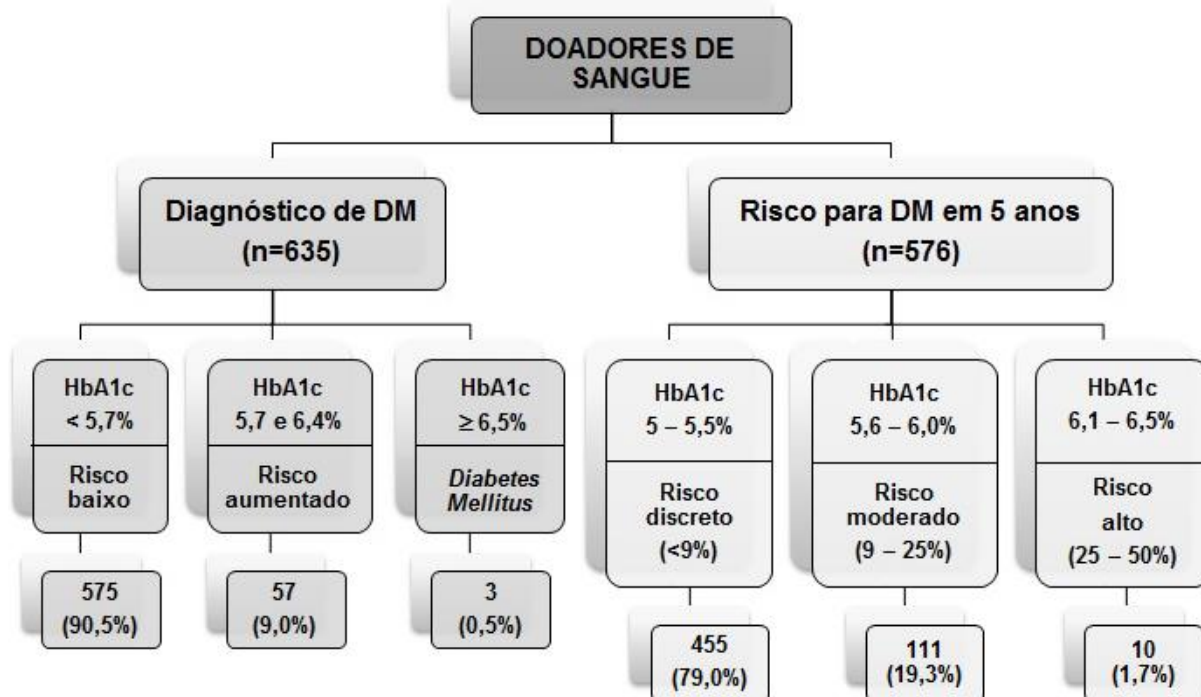 DOADORES DE
SANGUE
Diagnóstico de DM
(n=635)
Risco para DM em 5 anos
(n=576)
HbA1c
< 5,7%
Risco
baixo
575
(90,5%)
HbA1c
5,7 e 6,4%
Risco
aumentado
57
(9,0%)
HbA1c
≥ 6,5%
Diabetes
Mellitus
3
(0,5%)
HbA1c
5 – 5,5%
Risco
discreto
(<9%)
455
(79,0%)
HbA1c
5,6 – 6,0%
Risco
moderado
(9 – 25%)
111
(19,3%)
HbA1c
6,1 – 6,5%
Risco
alto
(25 – 50%)
10
(1,7%)